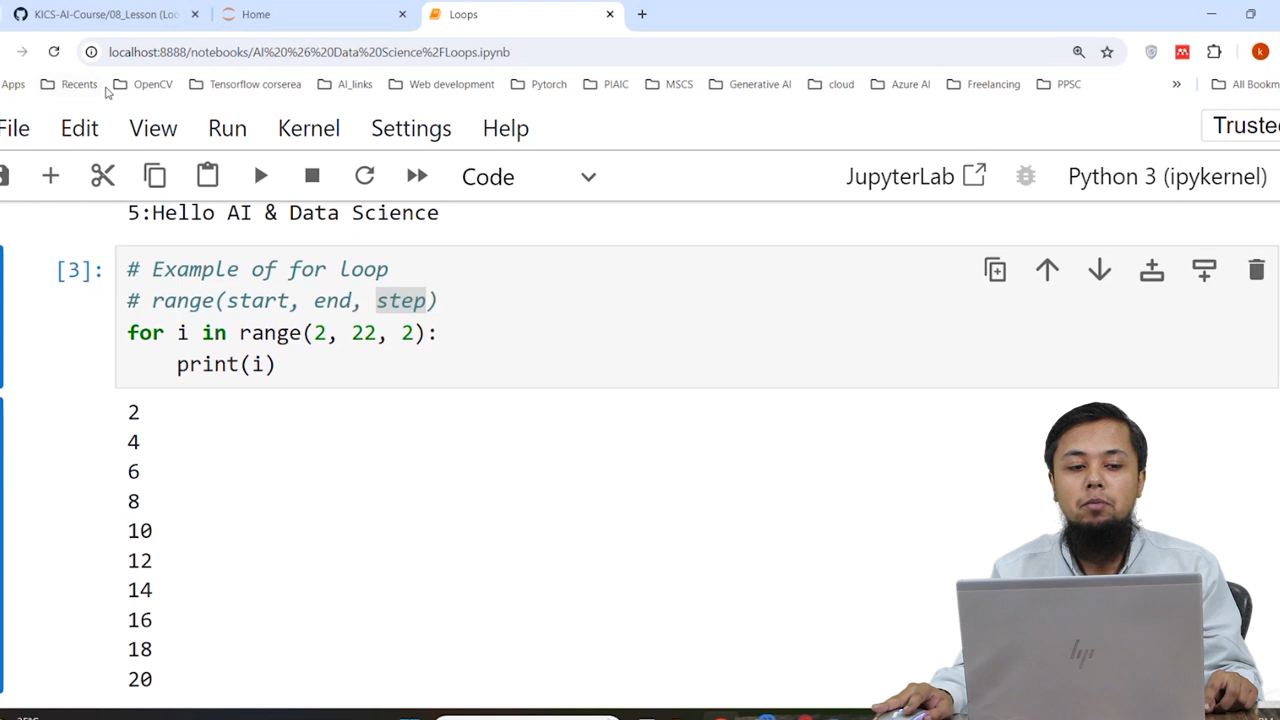 KICS-AI-Course/08_Lesson (Loo
Home
Loops
localhost:8888/notebooks/AI%20%26%20Data%20Science%2FLoops.ipynb
Apps
Recents
OpenCV
Tensorflow corserea
AI_links
Web development
Pytorch
PIAIC
MSCS
Generative AI
cloud
Azure AI
Freelancing
PPSC
All Bookm
File
Edit
View
Run
Kernel
Settings
Help
Truste
Code
JupyterLab
Python 3 (ipykernel)
5:Hello AI & Data Science
[3]:
# Example of for loop
# range(start, end, step)
for i in range(2, 22, 2):
print(i)
2
4
6
8
10
12
14
16
18
20
hp